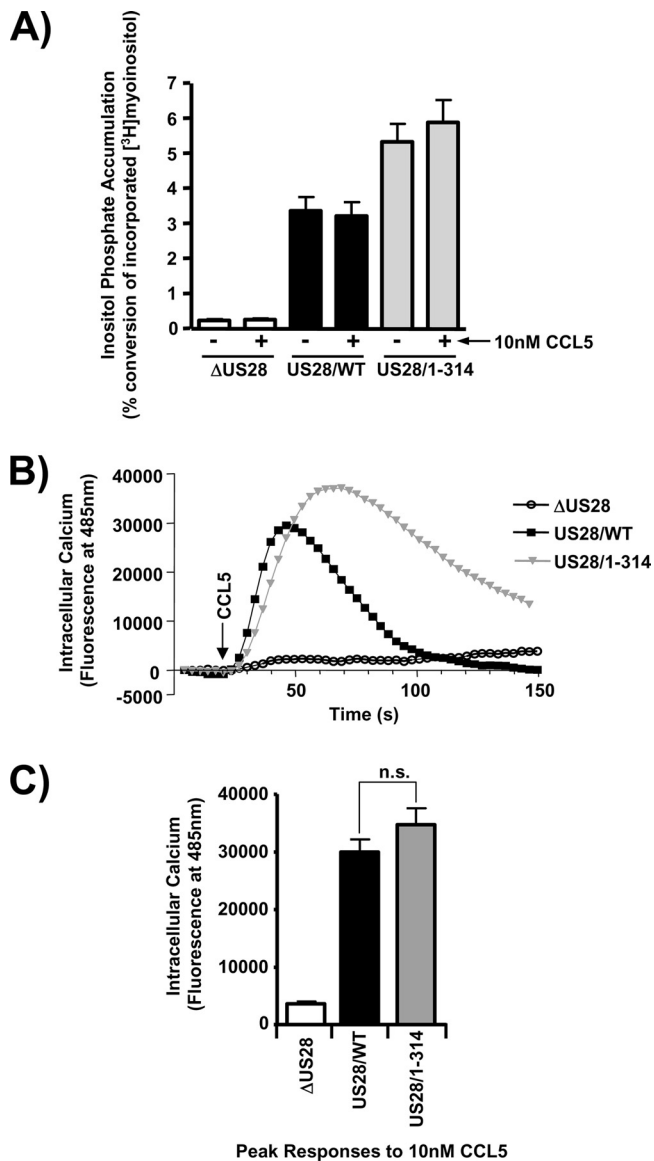 A)
Inositol Phosphate Accumulation
(% conversion of incorporated [³H]myoinositol)
7
6
5
4
3
2
1
0
- + - + - + 10nM CCL5
ΔUS28 US28/WT US28/1-314
B)
Intracellular Calcium
(Fluorescence at 485nm)
40000
30000
20000
10000
0
-5000
CCL5
ΔUS28
US28/WT
US28/1-314
50 100 150
Time (s)
C)
n.s.
Intracellular Calcium
(Fluorescence at 485nm)
40000
30000
20000
10000
0
ΔUS28
US28/WT
US28/1-314
Peak Responses to 10nM CCL5